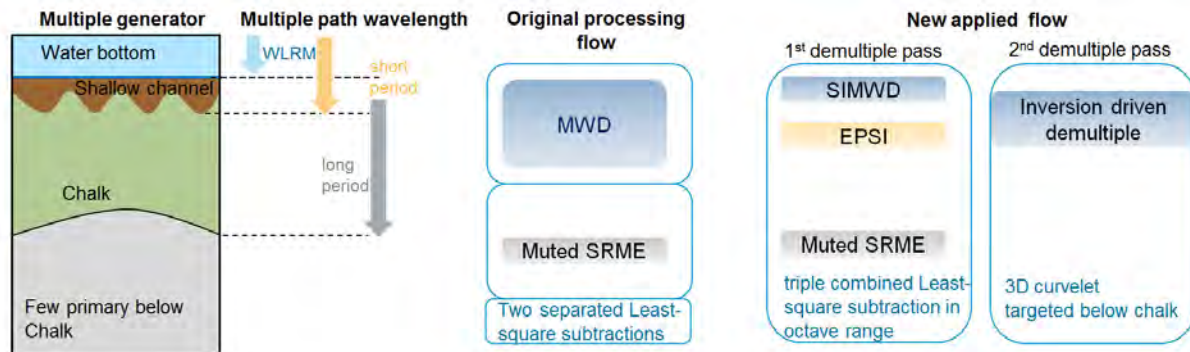 Multiple generator
Water bottom
Shallow channel
Chalk
Few primary below
Chalk
Multiple path wavelength
WLRM
short
period
long
period
Original processing
flow
MWD
Muted SRME
Two separated Least-
square subtractions
New applied flow
1st demultiple pass
SIMWD
EPSI
Muted SRME
triple combined Least-
square subtraction in
octave range
2nd demultiple pass
Inversion driven
demultiple
3D curvelet
targeted below chalk